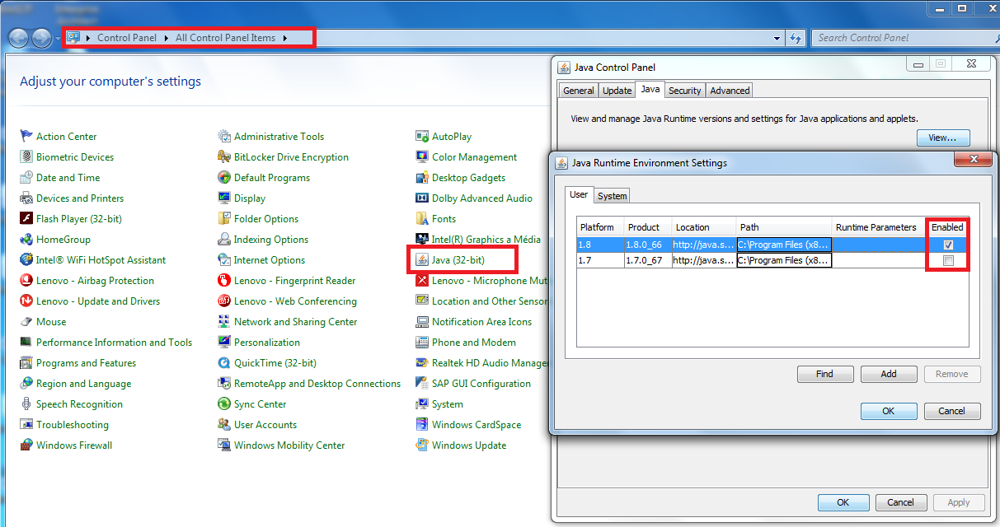 Enterprise
Control Panel
All Control Panel Items
Search Control Panel
Adjust your computer's settings
Action Center
Administrative Tools
AutoPlay
Biometric Devices
BitLocker Drive Encryption
Color Management
Date and Time
Default Programs
Desktop Gadgets
Devices and Printers
Display
Dolby Advanced Audio
Flash Player (32-bit)
Folder Options
Fonts
HomeGroup
Indexing Options
Intel(R) Graphics a Média
Intel® WiFi HotSpot Assistant
Internet Options
Java (32-bit)
Lenovo - Airbag Protection
Lenovo - Fingerprint Reader
Lenovo - Microphone Mut
Lenovo - Update and Drivers
Lenovo - Web Conferencing
Location and Other Sensor
Mouse
Network and Sharing Center
Notification Area Icons
Performance Information and Tools
Personalization
Phone and Modem
Programs and Features
QuickTime (32-bit)
Realtek HD Audio Manager
Region and Language
RemoteApp and Desktop Connections
SAP GUI Configuration
Speech Recognition
Sync Center
System
Troubleshooting
User Accounts
Windows CardSpace
Windows Firewall
Windows Mobility Center
Windows Update
Java Control Panel
General
Update
Java
Security
Advanced
View and manage Java Runtime versions and settings for Java applications and applets.
View...
Java Runtime Environment Settings
User
System
Platform
Product
Location
Path
Runtime Parameters
Enabled
1.8
1.8.0_66
http://java.s...
C:\Program Files (x8...
1.7
1.7.0_67
http://java.s...
C:\Program Files (x8...
Find
Add
Remove
OK
Cancel
OK
Cancel
Apply